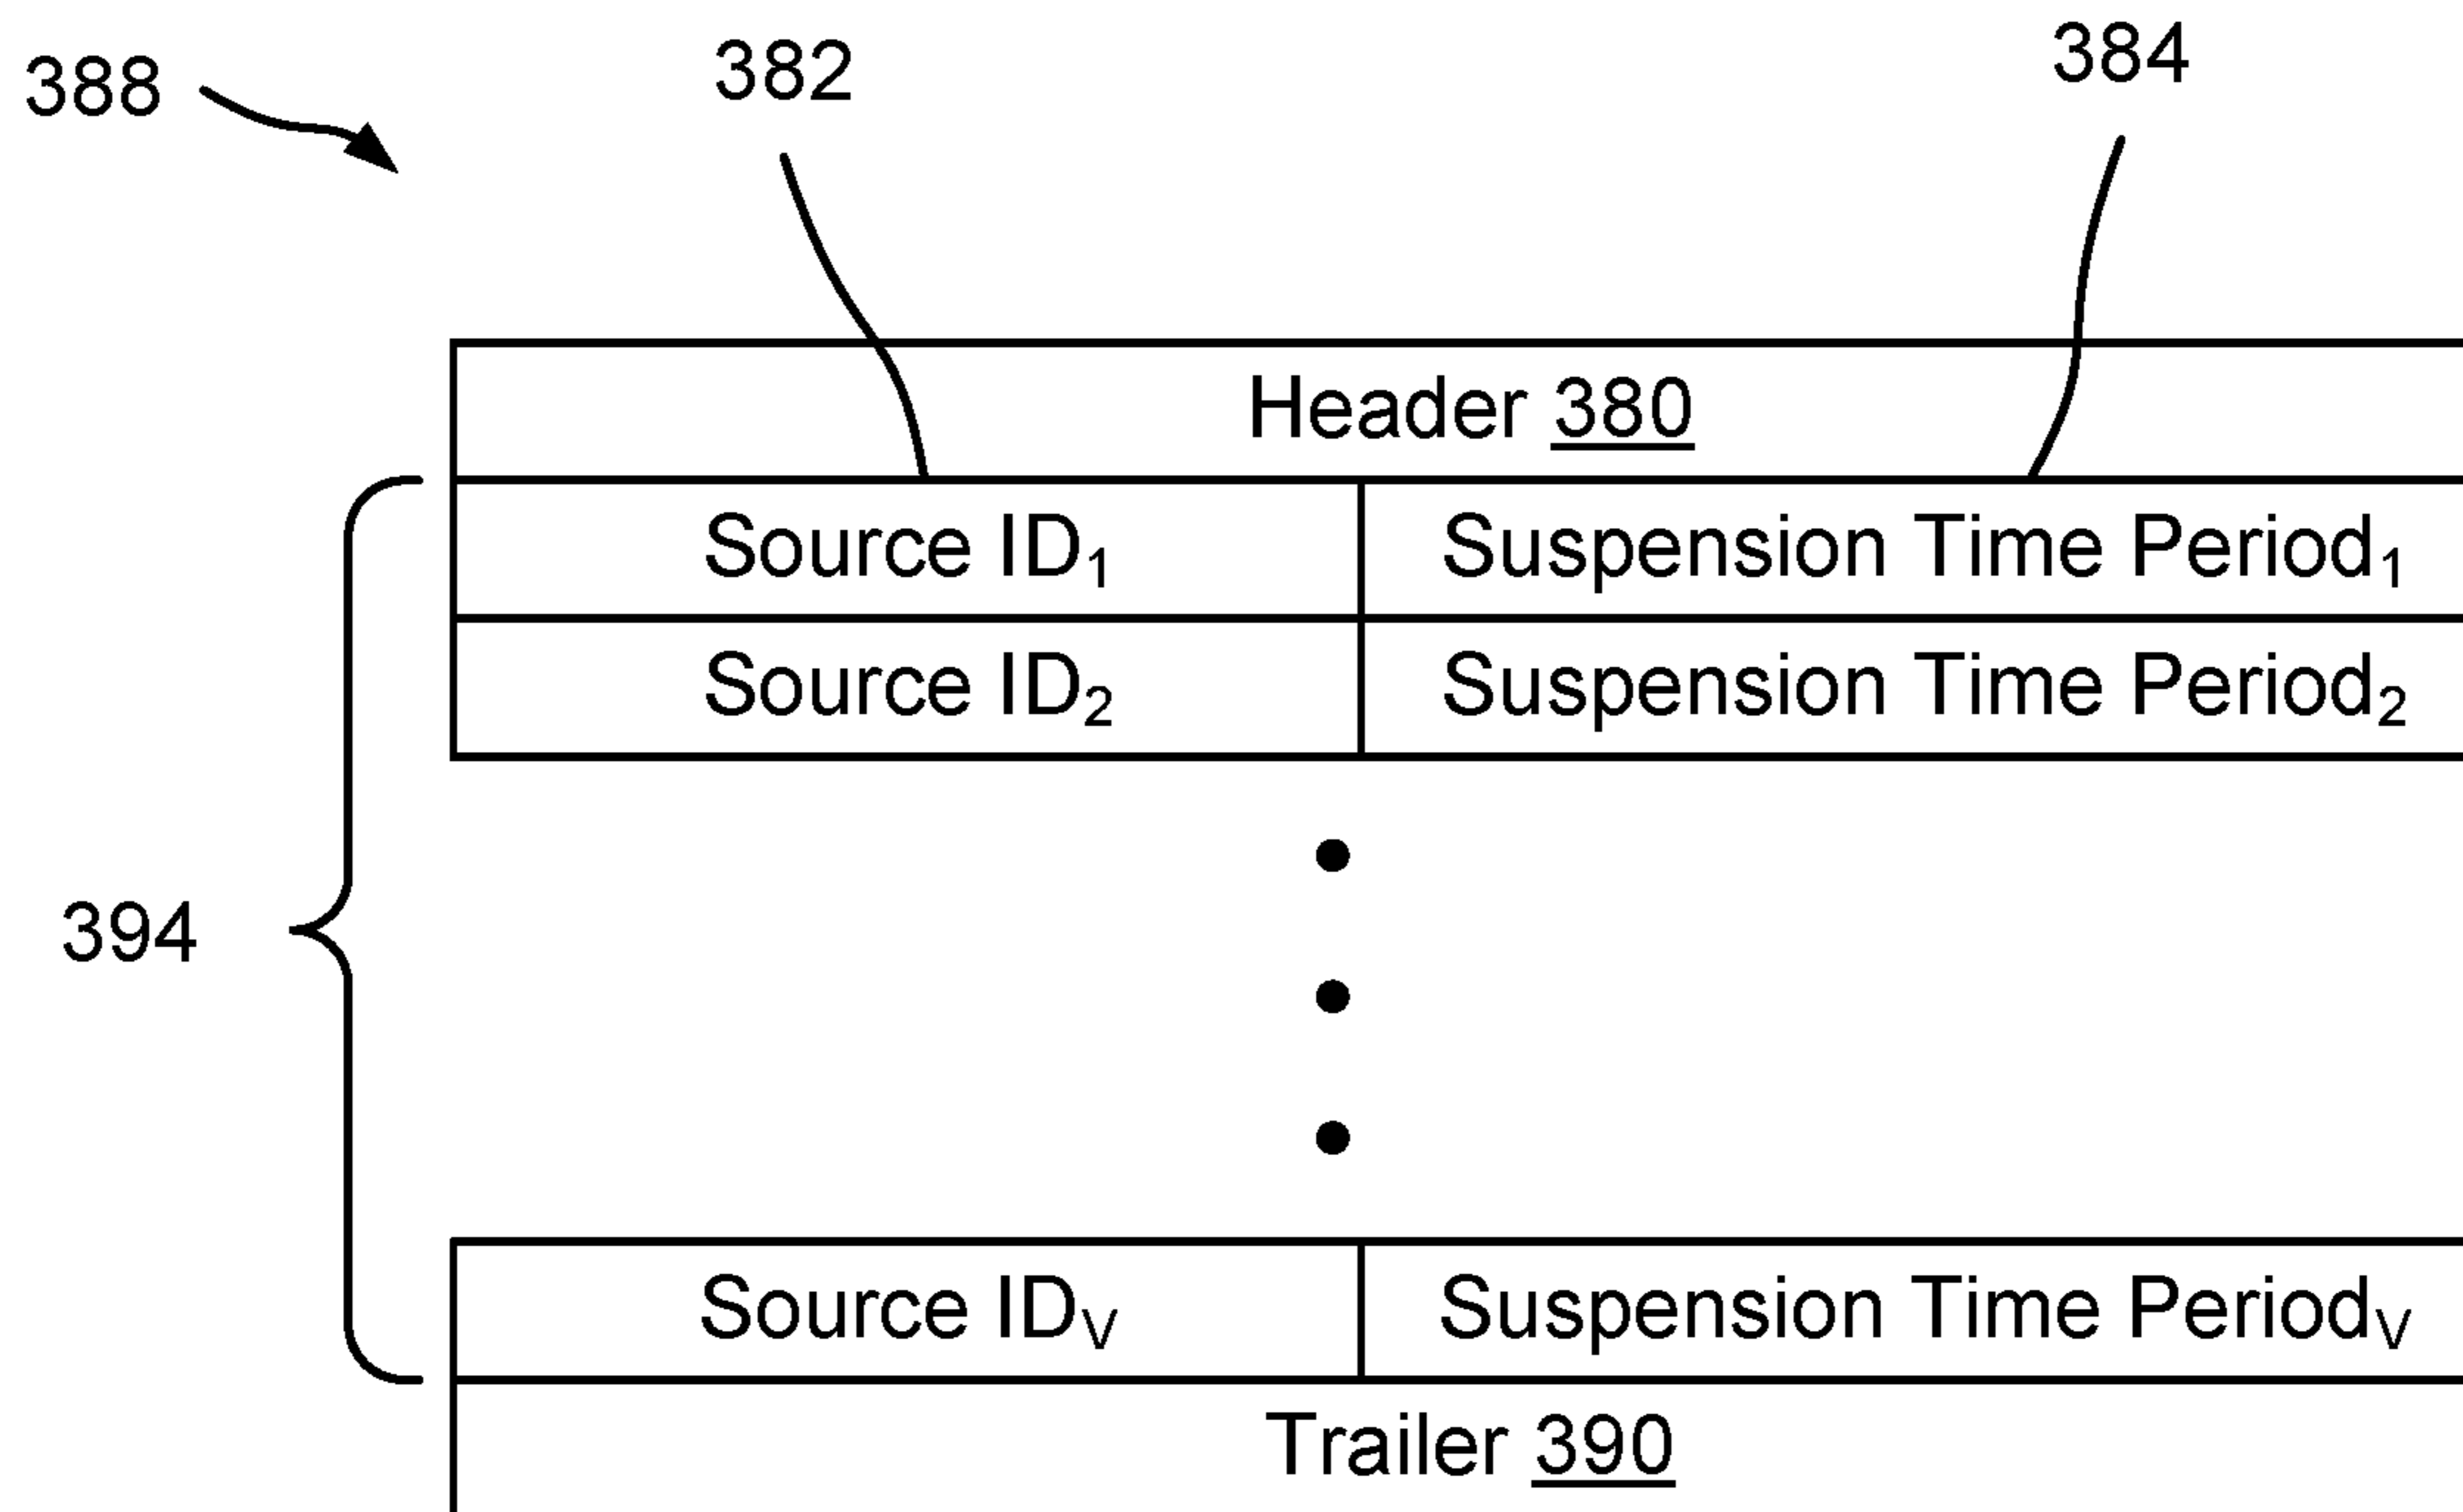 388
382
384
Header 380
Source ID₁ Suspension Time Period₁
Source ID₂ Suspension Time Period₂
394
Source IDV Suspension Time PeriodV
Trailer 390